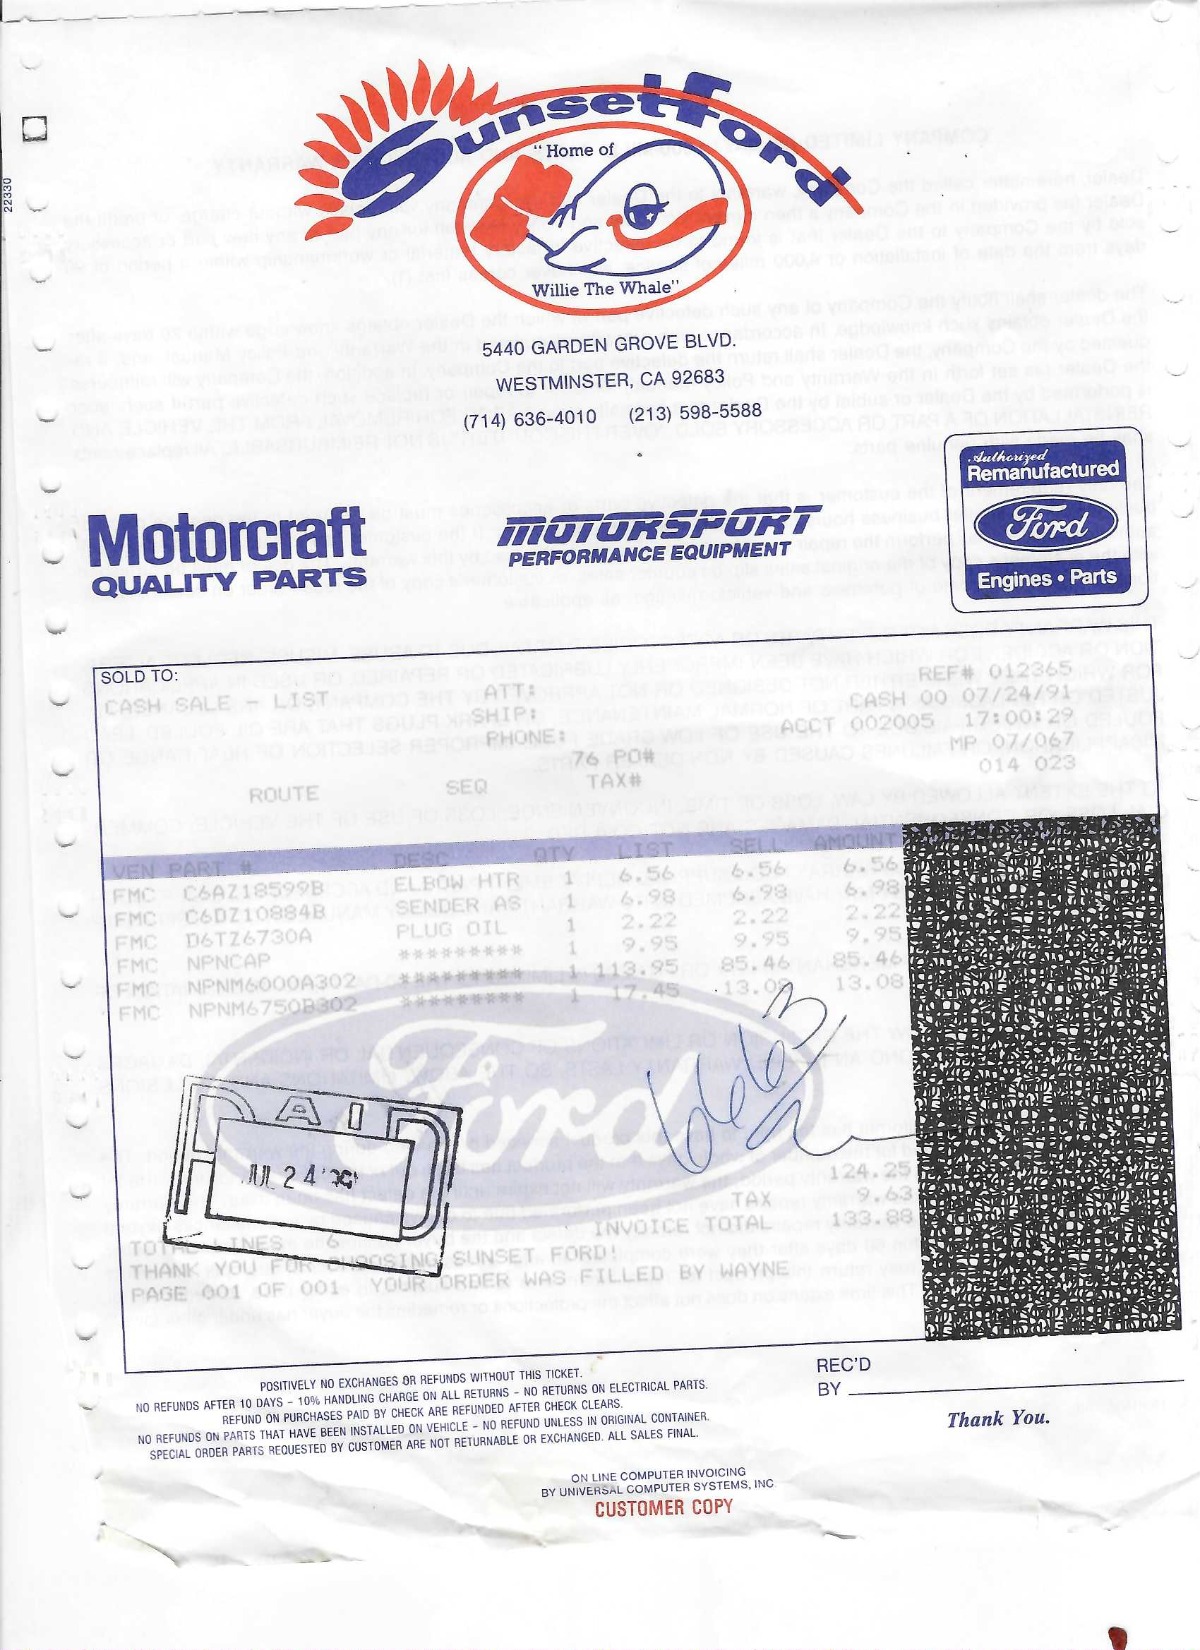 22330
SunsetFord
"Home of
Willie The Whale"
5440 GARDEN GROVE BLVD.
WESTMINSTER, CA 92683
(714) 636-4010 (213) 598-5588
Motorcraft
QUALITY PARTS
MOTORSPORT
PERFORMANCE EQUIPMENT
Authorized
Remanufactured
Ford
Engines • Parts
SOLD TO:
CASH SALE - LIST
ATT:
SHIP:
PHONE:
REF# 012365
CASH 00 07/24/91
ACCT 002005 17:00:29
MP 07/067
014 023
76 PO#
ROUTE SEQ TAX#
VEN PART # DESC QTY LIST SELL AMOUNT
FMC C6AZ18599B ELBOW HTR 1 6.56 6.56 6.56
FMC C6DZ10884B SENDER AS 1 6.98 6.98 6.98
FMC D6TZ6730A PLUG OIL 1 2.22 2.22 2.22
FMC NPNCAP ******** 1 9.95 9.95 9.95
FMC NPNM6000A302 ********* 1 113.95 85.46 85.46
FMC NPNM6750B302 ********* 1 17.45 13.08 13.08
Ford
PAID
JUL 24
124.25
TAX 9.63
INVOICE TOTAL 133.88
TOTAL LINES 6
THANK YOU FOR CHOOSING SUNSET FORD!
PAGE 001 OF 001 YOUR ORDER WAS FILLED BY WAYNE
POSITIVELY NO EXCHANGES OR REFUNDS WITHOUT THIS TICKET.
NO REFUNDS AFTER 10 DAYS - 10% HANDLING CHARGE ON ALL RETURNS - NO RETURNS ON ELECTRICAL PARTS.
REFUND ON PURCHASES PAID BY CHECK ARE REFUNDED AFTER CHECK CLEARS.
NO REFUNDS ON PARTS THAT HAVE BEEN INSTALLED ON VEHICLE - NO REFUND UNLESS IN ORIGINAL CONTAINER.
SPECIAL ORDER PARTS REQUESTED BY CUSTOMER ARE NOT RETURNABLE OR EXCHANGED. ALL SALES FINAL.
REC'D
BY
Thank You.
ON LINE COMPUTER INVOICING
BY UNIVERSAL COMPUTER SYSTEMS, INC
CUSTOMER COPY